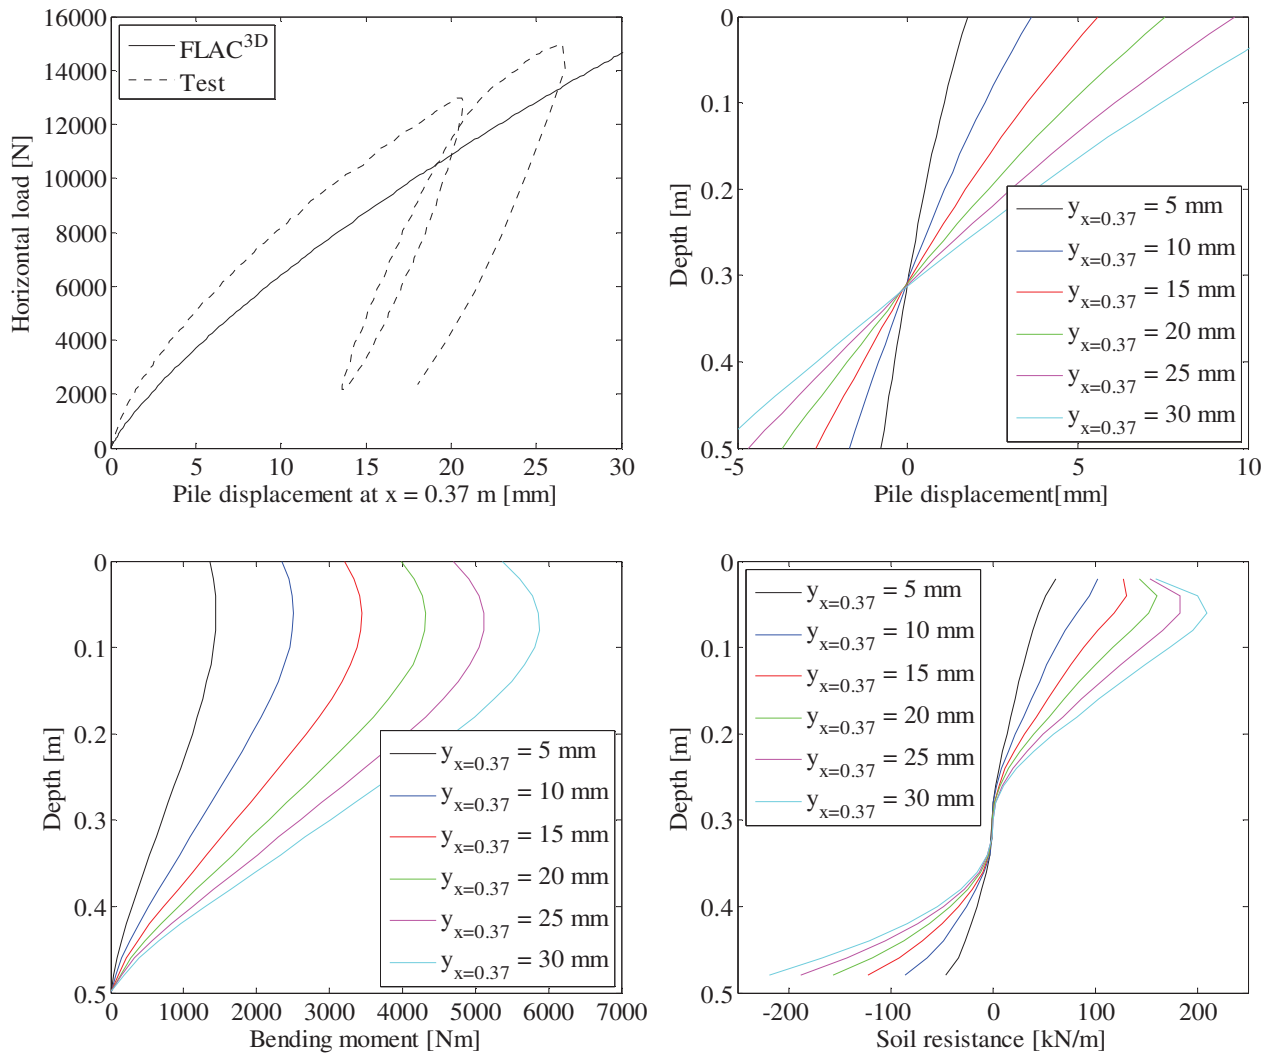 16000
14000
12000
10000
8000
6000
4000
2000
0
Horizontal load [N]
FLAC3D
Test
0 5 10 15 20 25 30
Pile displacement at x = 0.37 m [mm]
0
0.1
0.2
0.3
0.4
0.5
Depth [m]
yx=0.37 = 5 mm
yx=0.37 = 10 mm
yx=0.37 = 15 mm
yx=0.37 = 20 mm
yx=0.37 = 25 mm
yx=0.37 = 30 mm
-5 0 5 10
Pile displacement[mm]
0
0.1
0.2
0.3
0.4
0.5
Depth [m]
yx=0.37 = 5 mm
yx=0.37 = 10 mm
yx=0.37 = 15 mm
yx=0.37 = 20 mm
yx=0.37 = 25 mm
yx=0.37 = 30 mm
0 1000 2000 3000 4000 5000 6000 7000
Bending moment [Nm]
0
0.1
0.2
0.3
0.4
0.5
Depth [m]
yx=0.37 = 5 mm
yx=0.37 = 10 mm
yx=0.37 = 15 mm
yx=0.37 = 20 mm
yx=0.37 = 25 mm
yx=0.37 = 30 mm
-200 -100 0 100 200
Soil resistance [kN/m]